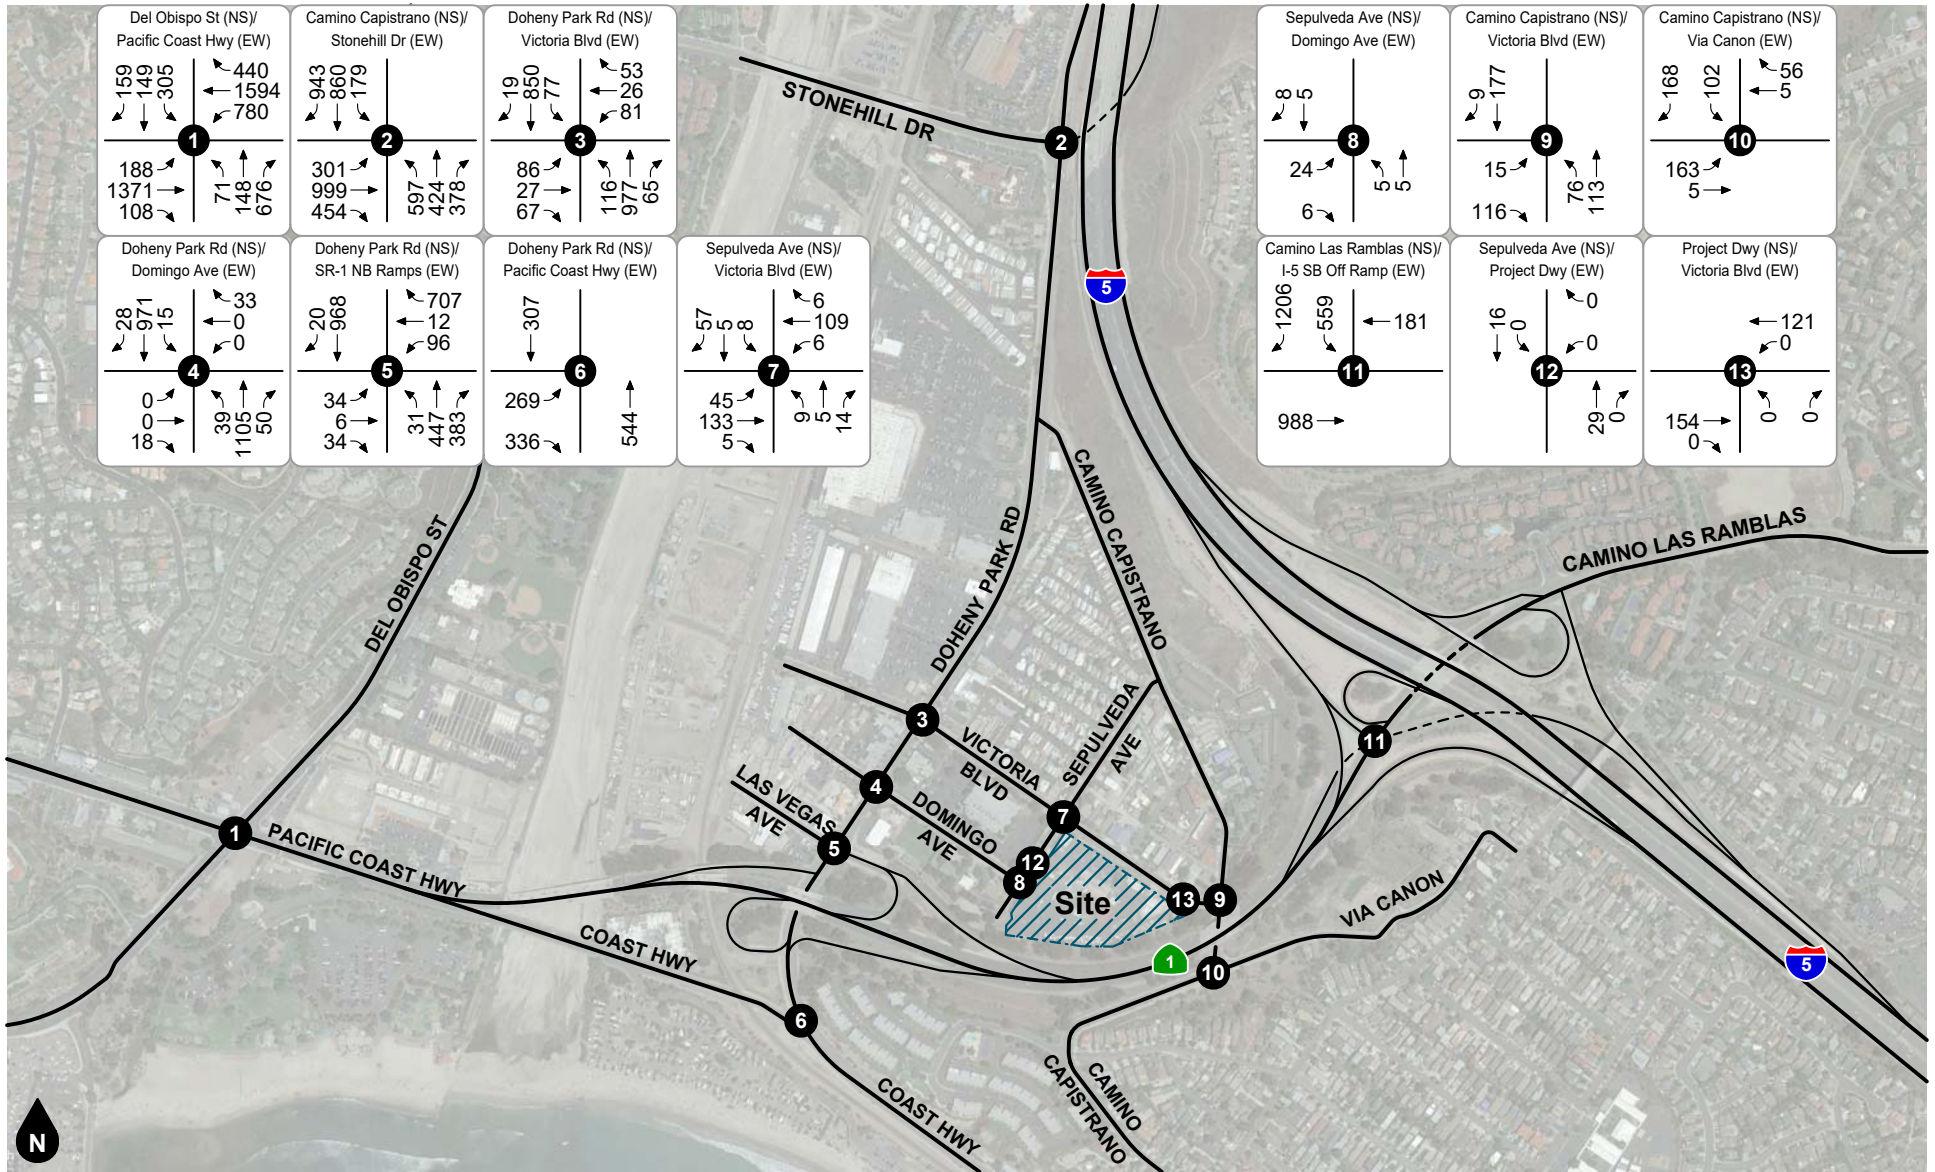 Del Obispo St (NS)/
Pacific Coast Hwy (EW)
159 149 305
440
1594
780
1
188
1371
108
71 148 676
Camino Capistrano (NS)/
Stonehill Dr (EW)
943 860 179
2
301
999
454
597 424 378
Doheny Park Rd (NS)/
Victoria Blvd (EW)
19 850 77
53
26
81
3
86
27
67
116 977 65
Doheny Park Rd (NS)/
Domingo Ave (EW)
28 971 15
33
0
0
4
0
0
18
39 1105 50
Doheny Park Rd (NS)/
SR-1 NB Ramps (EW)
20 968
707
12
96
5
34
6
34
31 447 383
Doheny Park Rd (NS)/
Pacific Coast Hwy (EW)
307
6
269
336
544
Sepulveda Ave (NS)/
Victoria Blvd (EW)
57 5 8
6
109
6
7
45
133
5
9 5 14
Sepulveda Ave (NS)/
Domingo Ave (EW)
8 5
8
24
6
5 5
Camino Capistrano (NS)/
Victoria Blvd (EW)
9 177
9
15
116
76 113
Camino Capistrano (NS)/
Via Canon (EW)
168 102
56
5
10
163
5
Camino Las Ramblas (NS)/
I-5 SB Off Ramp (EW)
1206 559
181
11
988
Sepulveda Ave (NS)/
Project Dwy (EW)
16 0
0
0
12
29 0
Project Dwy (NS)/
Victoria Blvd (EW)
121
0
13
154
0
0 0
STONEHILL DR
2
5
DEL OBISPO ST
DOHENY PARK RD
CAMINO CAPISTRANO
CAMINO LAS RAMBLAS
3
VICTORIA
BLVD
SEPULVEDA
AVE
11
4
LAS VEGAS
AVE
DOMINGO
AVE
7
1
PACIFIC COAST HWY
5
12
8
Site
13
9
VIA CANON
COAST HWY
1
10
5
6
COAST HWY
CAMINO
CAPISTRANO
N